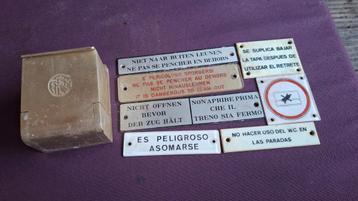 NIET NAAR BUITEN LEUNEN
NE PAS SE PENCHER EN DEHORS
E PERICOLOSO SPORGERSI
NE PAS SE PENCHER AU DEHORS
NICHT HINAUSLEHNEN
IT IS DANGEROUS TO LEAN OUT
NICHT ÖFFNEN
BEVOR
DER ZUG HÄLT
NON APRIRE PRIMA
CHE IL
TRENO SIA FERMO
ES PELIGROSO
ASOMARSE
SE SUPLICA BAJAR
LA TAPA DESPUES DE
UTILIZAR EL RETRETE
NO HACER USO DEL W.C. EN
LAS PARADAS